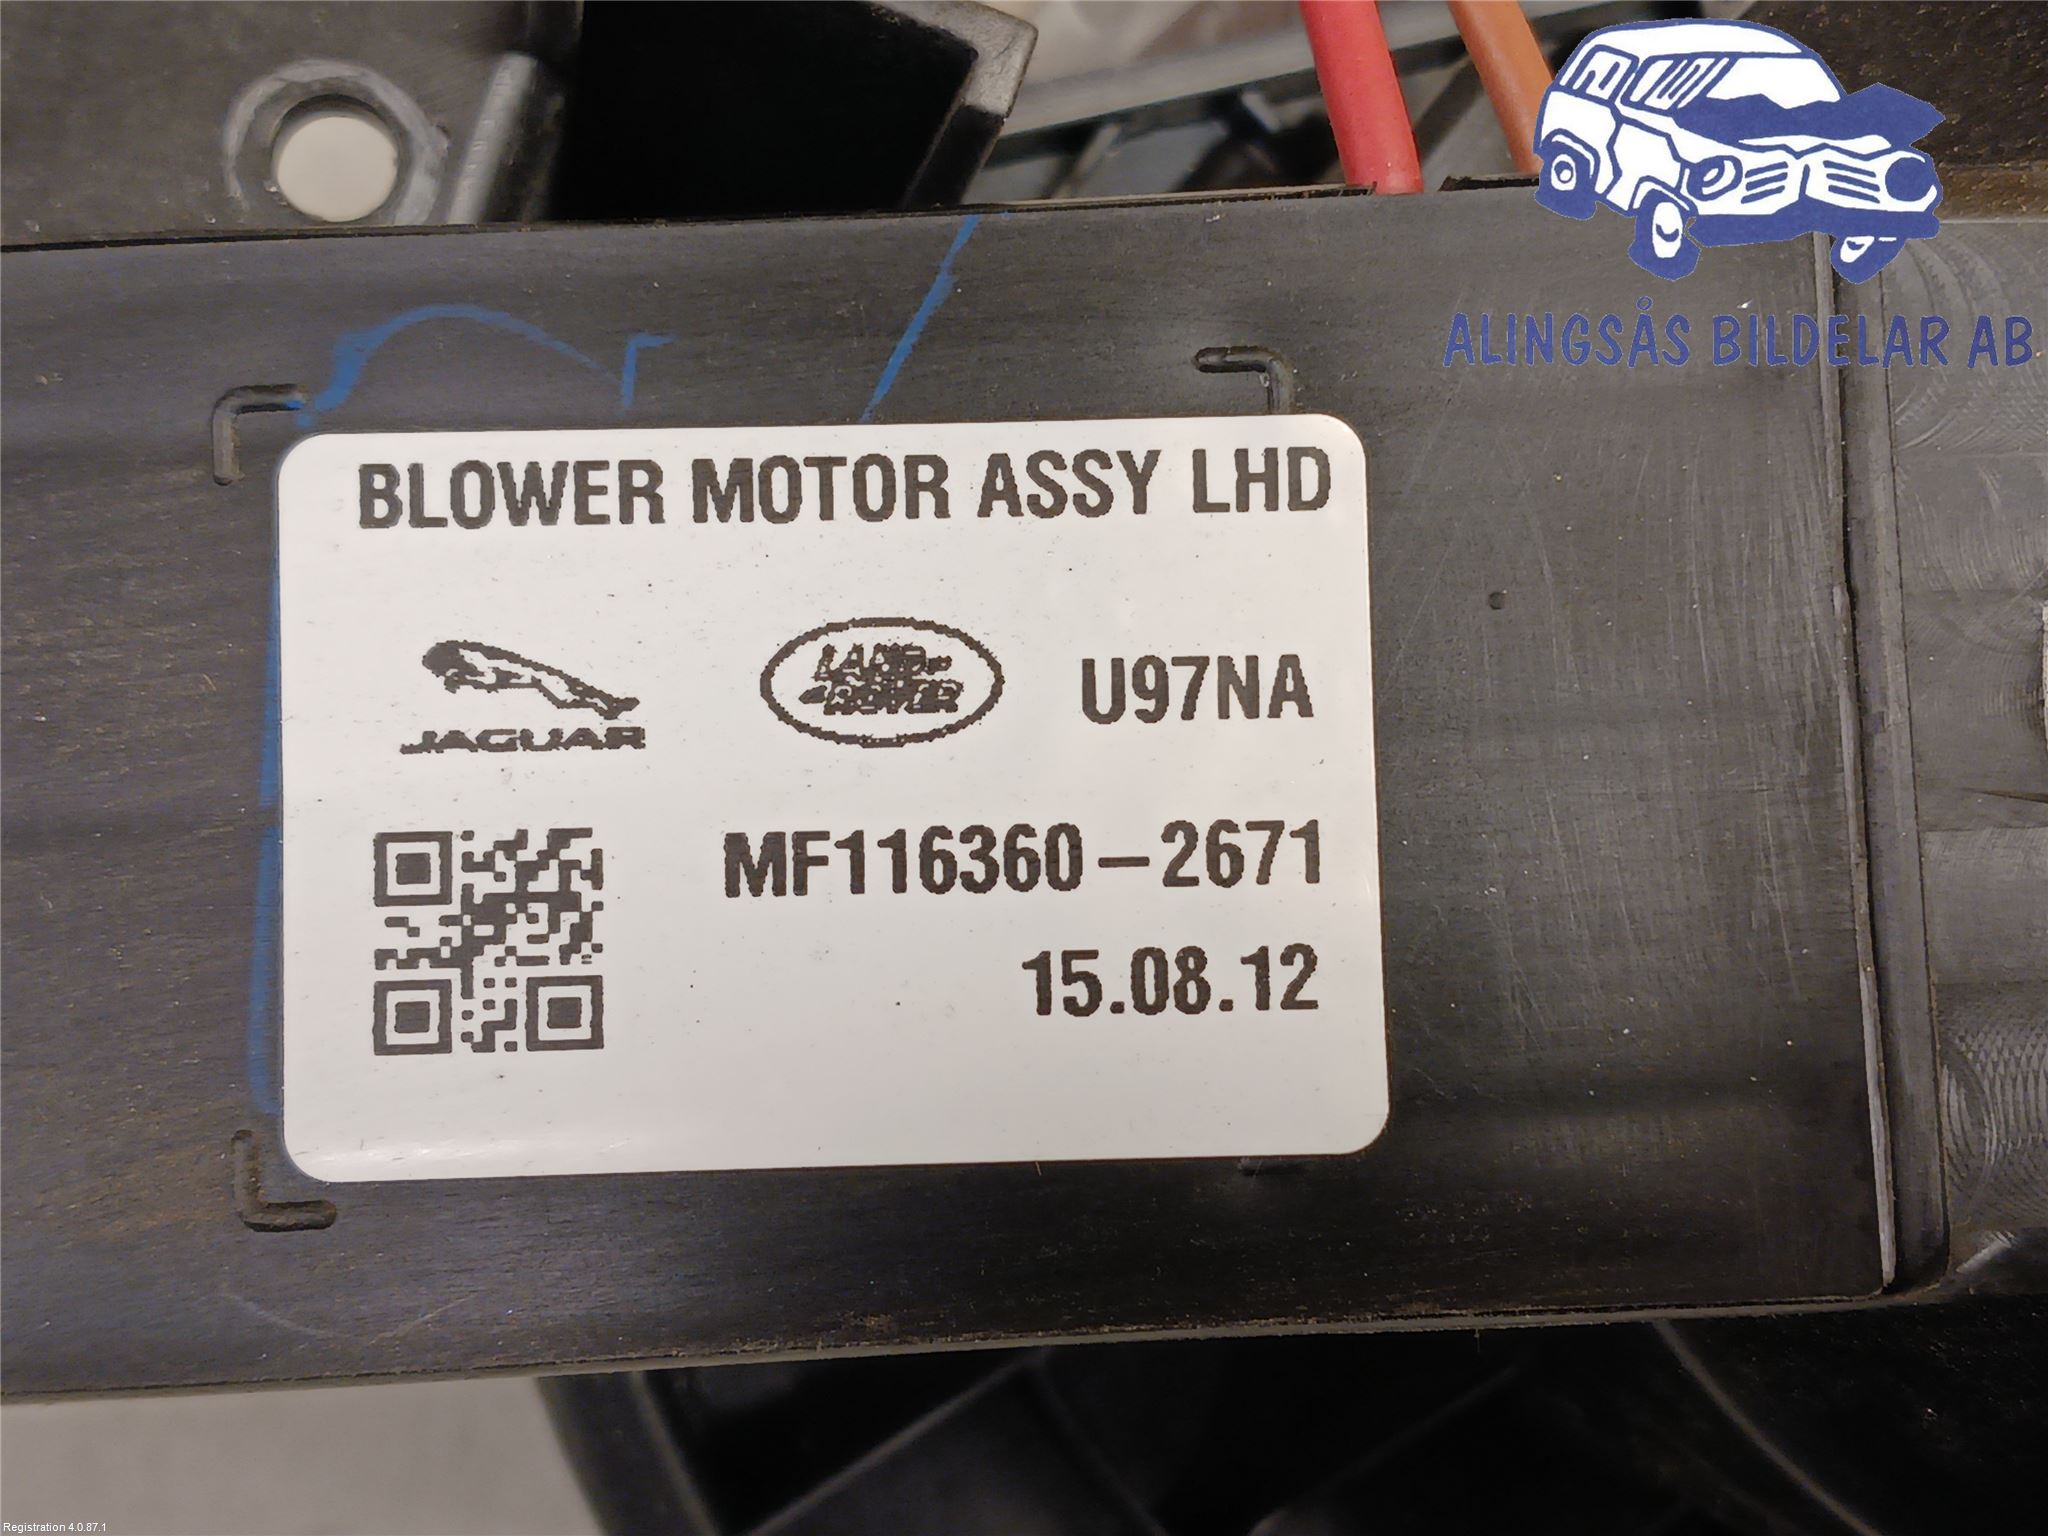 ALINGSÅS BILDELAR AB
BLOWER MOTOR ASSY LHD
JAGUAR
LAND
ROVER
U97NA
MF116360-2671
15.08.12
Registration 4.0.87.1